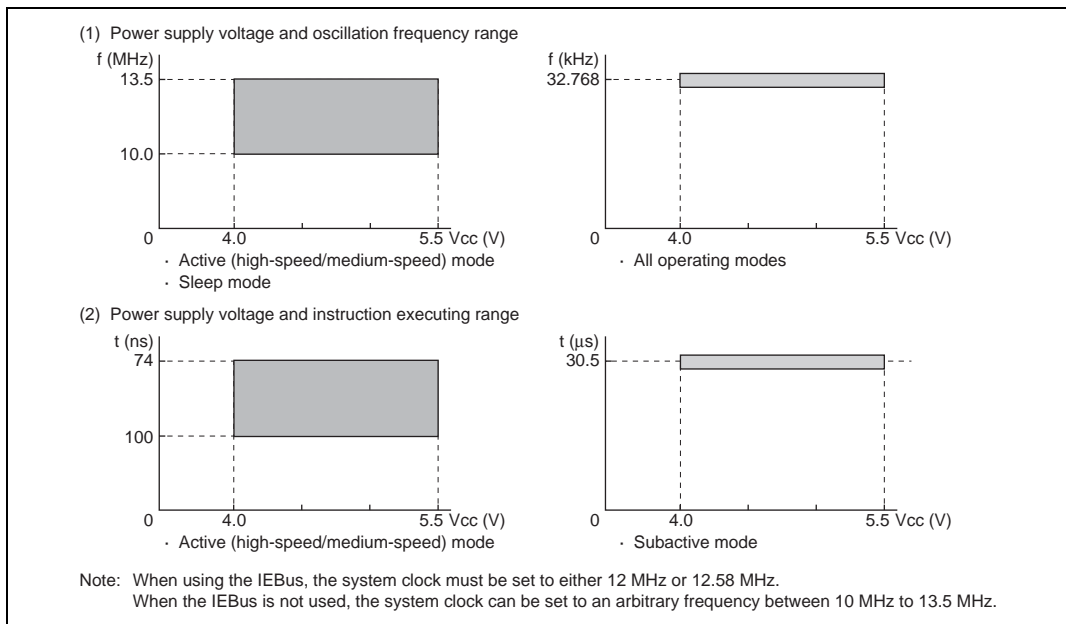 (1) Power supply voltage and oscillation frequency range
f (MHz)
13.5
10.0
0
4.0
5.5 Vcc (V)
· Active (high-speed/medium-speed) mode
· Sleep mode
f (kHz)
32.768
0
4.0
5.5 Vcc (V)
· All operating modes
(2) Power supply voltage and instruction executing range
t (ns)
74
100
0
4.0
5.5 Vcc (V)
· Active (high-speed/medium-speed) mode
t (μs)
30.5
0
4.0
5.5 Vcc (V)
· Subactive mode
Note: When using the IEBus, the system clock must be set to either 12 MHz or 12.58 MHz.
When the IEBus is not used, the system clock can be set to an arbitrary frequency between 10 MHz to 13.5 MHz.